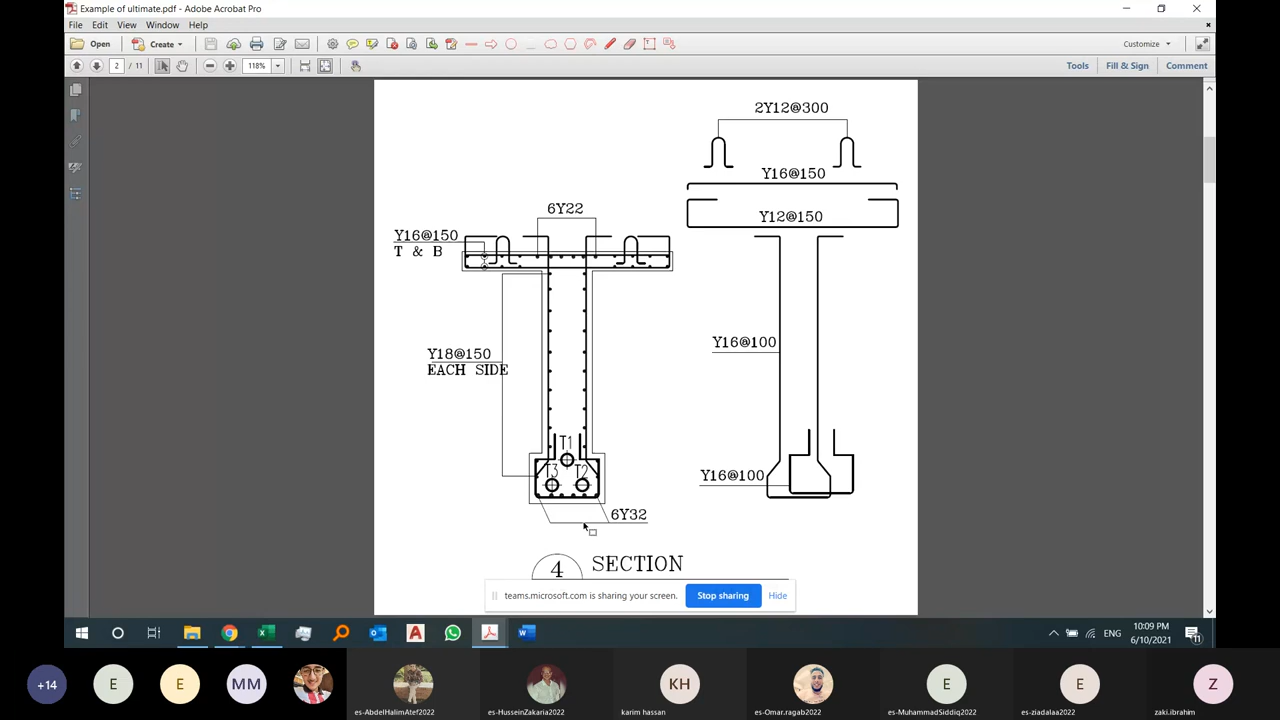 Example of ultimate.pdf - Adobe Acrobat Pro
File Edit View Window Help
Open Create Customize
2 / 11 118% Tools Fill & Sign Comment
2Y12@300
Y16@150
6Y22
Y12@150
Y16@150
T & B
Y16@100
Y18@150
EACH SIDE
T1
T3 T2
Y16@100
6Y32
4 SECTION
teams.microsoft.com is sharing your screen. Stop sharing Hide
ENG 10:09 PM
6/10/2021
11
+14 E E MM KH E E Z
es-AbdelHalimAtef2022 es-HusseinZakaria2022 karim hassan es-Omar.ragab2022 es-MuhammadSiddiq2022 es-ziadalaa2022 zaki.ibrahim